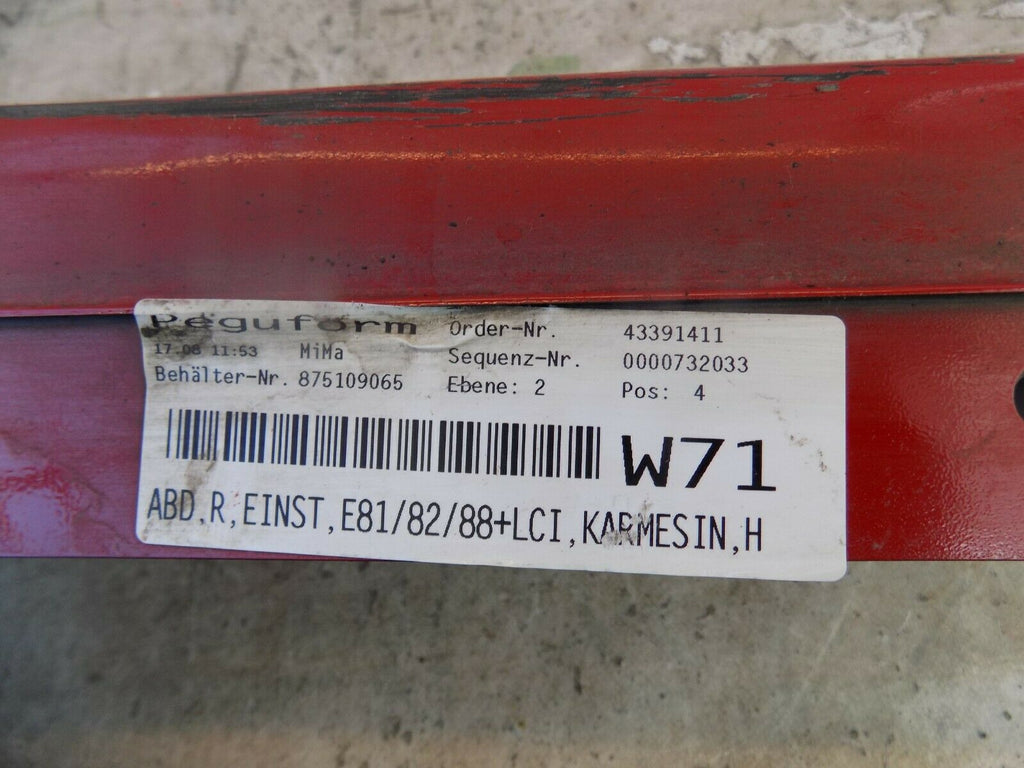 Peguform Order-Nr. 43391411
17.08 11:53 MiMa Sequenz-Nr. 0000732033
Behälter-Nr. 875109065 Ebene: 2 Pos: 4
W71
ABD,R,EINST,E81/82/88+LCI,KARMESIN,H